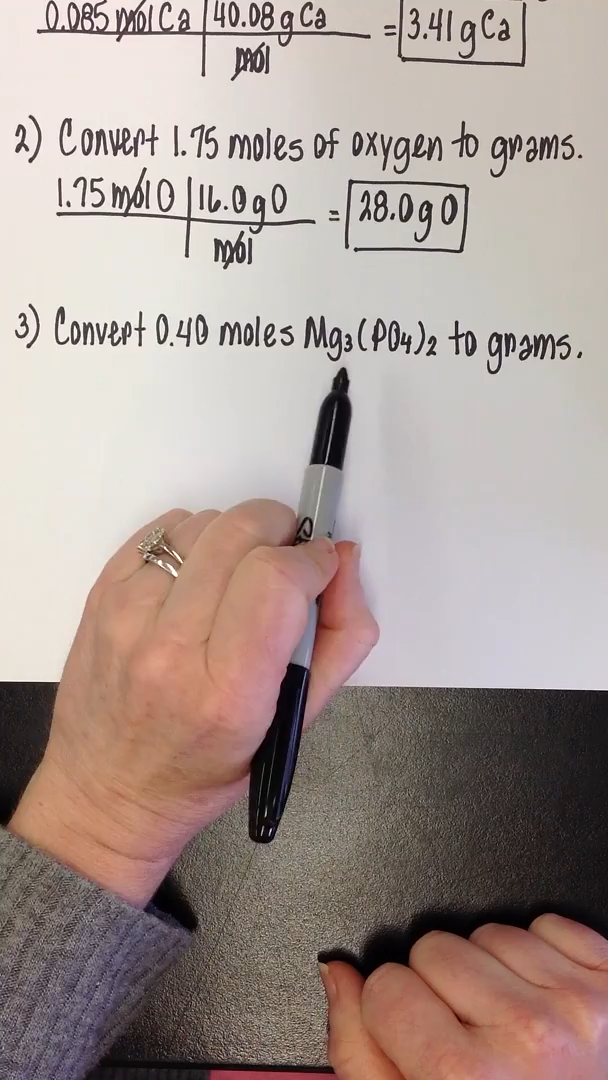 0.085 mol Ca | 40.08 g Ca = 3.41 g Ca
mol
2) Convert 1.75 moles of oxygen to grams.
1.75 mol O | 16.0 g O = 28.0 g O
mol
3) Convert 0.40 moles Mg₃(PO₄)₂ to grams.